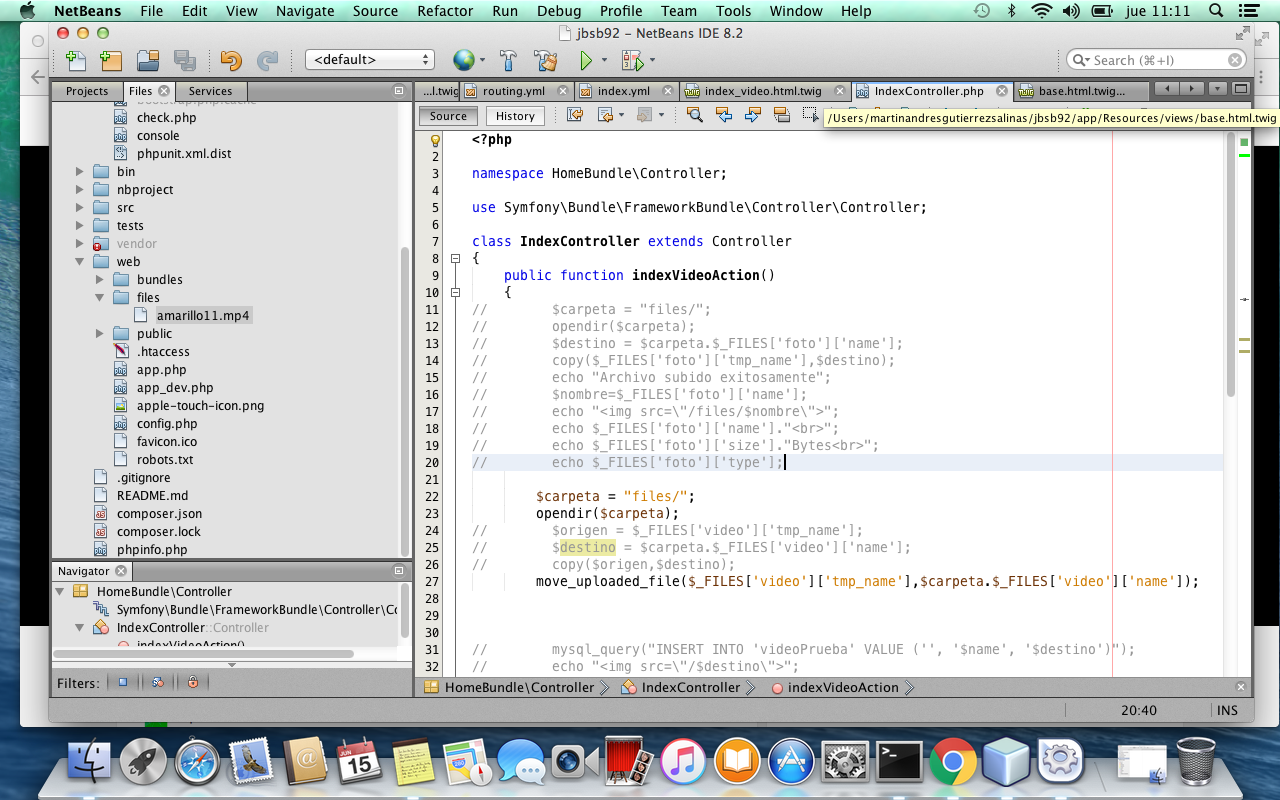 NetBeans File Edit View Navigate Source Refactor Run Debug Profile Team Tools Window Help jue 11:11
jbsb92 – NetBeans IDE 8.2
<default>
Search (⌘+I)
Projects Files Services
...l.twig routing.yml index.yml index_video.html.twig IndexController.php base.html.twig...
Source History
/Users/martinandresgutierrezsalinas/jbsb92/app/Resources/views/base.html.twig
check.php
console
phpunit.xml.dist
bin
nbproject
src
tests
vendor
web
bundles
files
amarillo11.mp4
public
.htaccess
app.php
app_dev.php
apple-touch-icon.png
config.php
favicon.ico
robots.txt
.gitignore
README.md
composer.json
composer.lock
phpinfo.php
Navigator
HomeBundle\Controller
Symfony\Bundle\FrameworkBundle\Controller\Co
IndexController::Controller
indexVideoAction()
Filters:
<?php
2
3 namespace HomeBundle\Controller;
4
5 use Symfony\Bundle\FrameworkBundle\Controller\Controller;
6
7 class IndexController extends Controller
8 {
9 public function indexVideoAction()
10 {
11 // $carpeta = "files/";
12 // opendir($carpeta);
13 // $destino = $carpeta.$_FILES['foto']['name'];
14 // copy($_FILES['foto']['tmp_name'],$destino);
15 // echo "Archivo subido exitosamente";
16 // $nombre=$_FILES['foto']['name'];
17 // echo "<img src=\"/files/$nombre\">";
18 // echo $_FILES['foto']['name']."<br>";
19 // echo $_FILES['foto']['size']."Bytes<br>";
20 // echo $_FILES['foto']['type'];
21
22 $carpeta = "files/";
23 opendir($carpeta);
24 // $origen = $_FILES['video']['tmp_name'];
25 // $destino = $carpeta.$_FILES['video']['name'];
26 // copy($origen,$destino);
27 move_uploaded_file($_FILES['video']['tmp_name'],$carpeta.$_FILES['video']['name']);
28
29
30
31 // mysql_query("INSERT INTO 'videoPrueba' VALUE ('', '$name', '$destino')");
32 // echo "<img src=\"/$destino\">";
HomeBundle\Controller IndexController indexVideoAction
20:40 INS
JUN
15